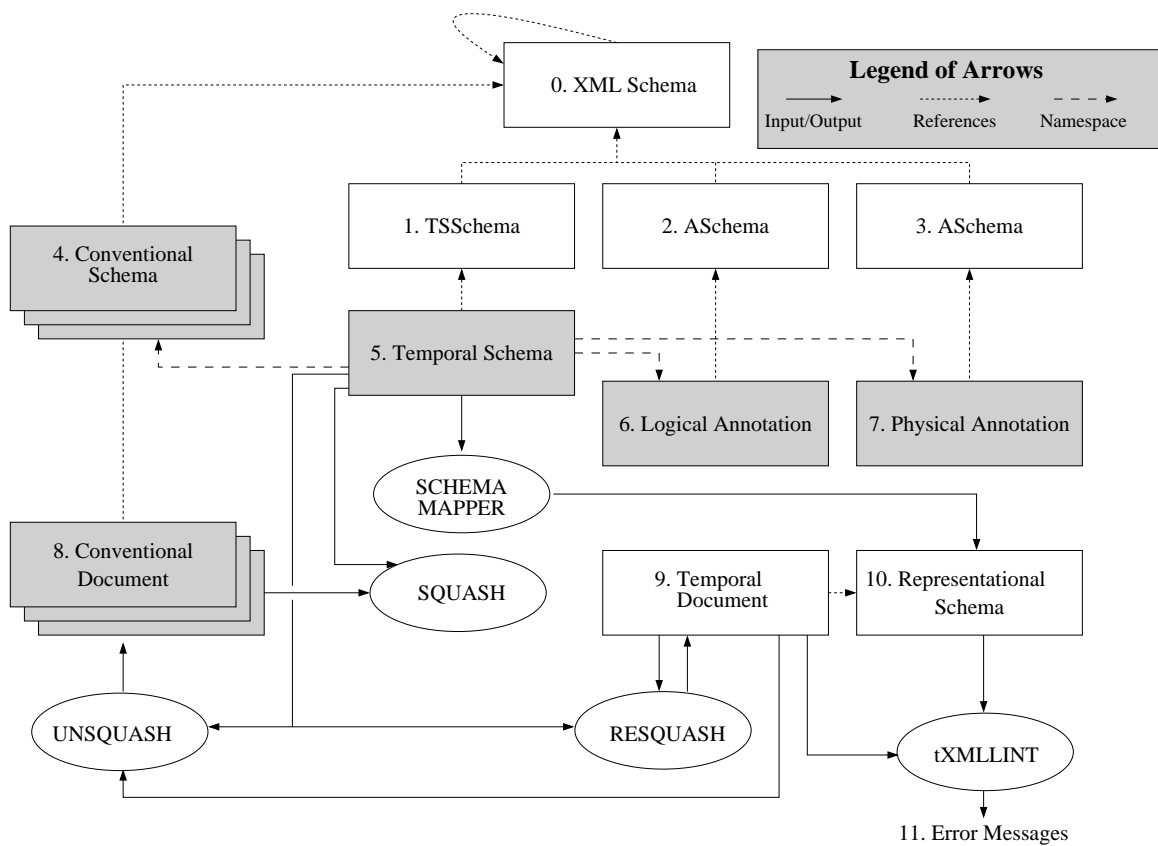 0. XML Schema
Legend of Arrows
Input/Output
References
Namespace
1. TSSchema
2. ASchema
3. ASchema
4. Conventional
Schema
5. Temporal Schema
6. Logical Annotation
7. Physical Annotation
SCHEMA
MAPPER
8. Conventional
Document
SQUASH
9. Temporal
Document
10. Representational
Schema
UNSQUASH
RESQUASH
tXMLLINT
11. Error Messages